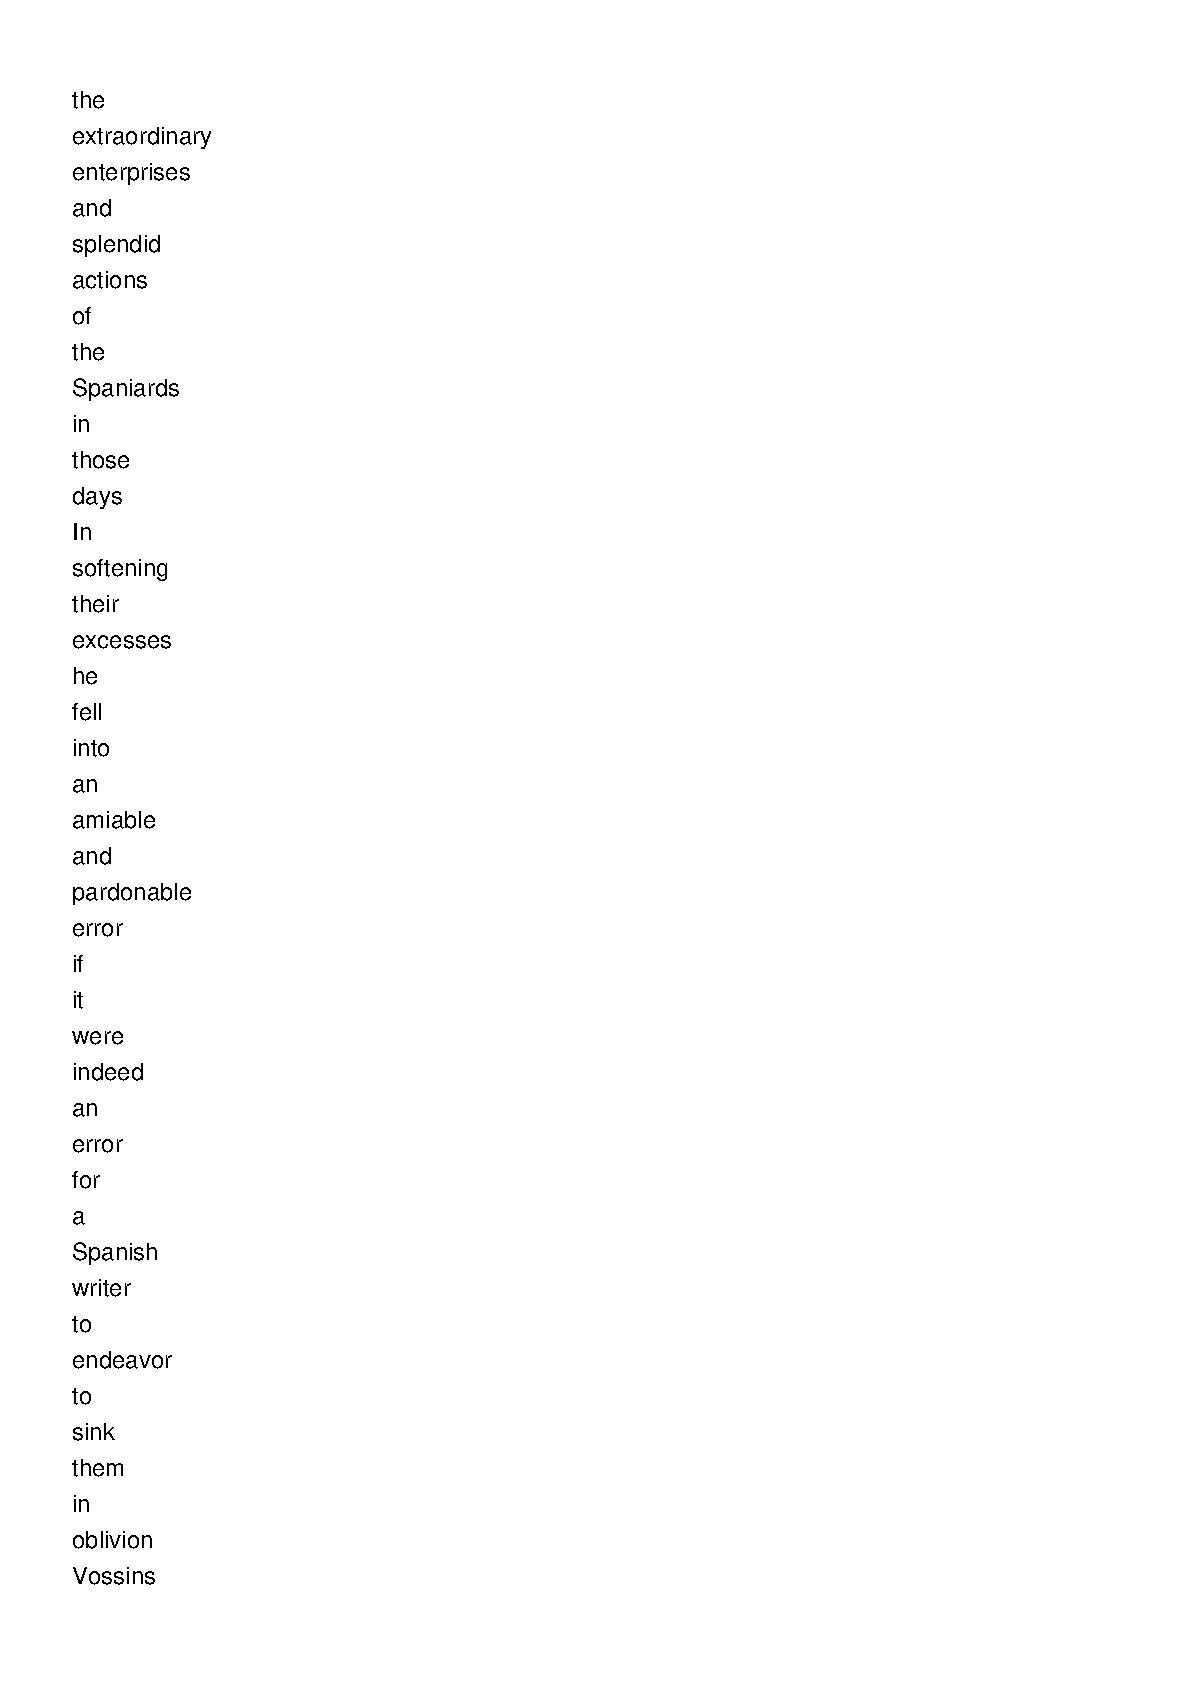 the
extraordinary
enterprises
and
splendid
actions
of
the
Spaniards
in
those
days
In
softening
their
excesses
he
fell
into
an
amiable
and
pardonable
error
if
it
were
indeed
an
error
for
a
Spanish
writer
to
endeavor
to
sink
them
in
oblivion
Vossins